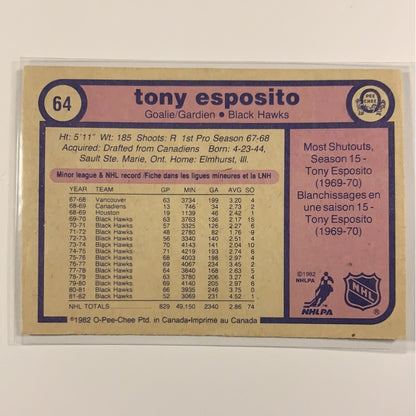 64
tony esposito
Goalie/Gardien • Black Hawks
O
PEE
CHEE
Ht: 5'11" Wt: 185 Shoots: R 1st Pro Season 67-68
Acquired: Drafted from Canadiens Born: 4-23-44,
Sault Ste. Marie, Ont. Home: Elmhurst, Ill.
Minor league & NHL record/Fiche dans les ligues mineures et la LNH
YEAR TEAM GP MIN GA AVG SO
67-68 Vancouver 63 3734 199 3.20 4
68-69 Canadiens 13 746 34 2.73 2
68-69 Houston 19 1139 46 2.42 1
69-70 Black Hawks 63 3763 136 2.17 15
70-71 Black Hawks 57 3325 126 2.27 6
71-72 Black Hawks 48 2780 82 1.77 9
72-73 Black Hawks 56 3340 140 2.51 4
73-74 Black Hawks 70 4143 141 2.04 10
74-75 Black Hawks 71 4219 193 2.74 6
75-76 Black Hawks 68 4003 198 2.97 4
76-77 Black Hawks 69 4067 234 3.45 2
77-78 Black Hawks 64 3840 168 2.63 5
78-79 Black Hawks 63 3780 206 3.27 4
79-80 Black Hawks 69 4140 205 2.97 6
80-81 Black Hawks 66 3935 246 3.75 0
81-82 Black Hawks 52 3069 231 4.52 1
NHL TOTALS 829 49,150 2340 2.86 74
©1982 O-Pee-Chee Ptd. in Canada•Imprimé au Canada
Most Shutouts,
Season 15 -
Tony Esposito
(1969-70)
Blanchissages en
une saison 15 -
Tony Esposito
(1969-70)
©1982
NHLPA
NHLPA
NHL